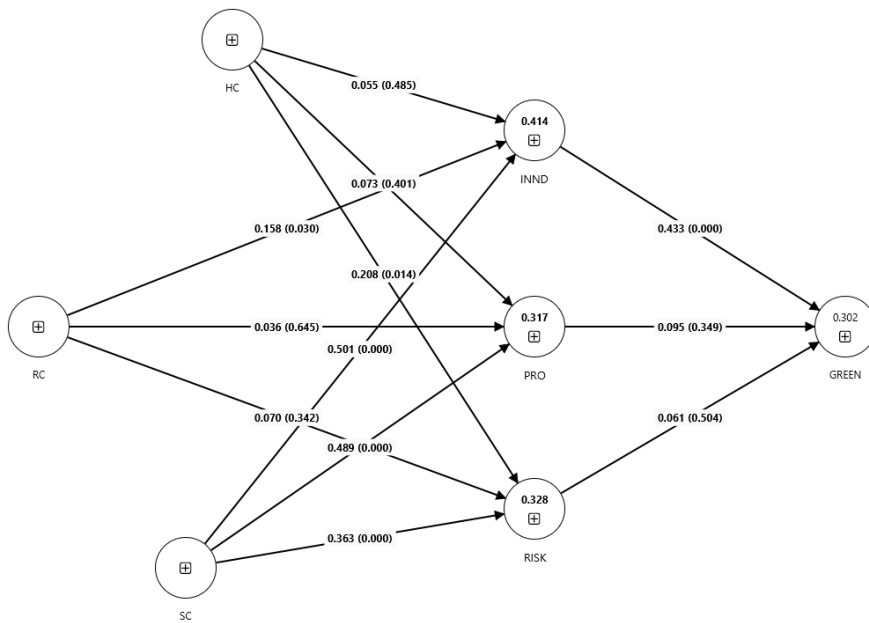 HC
0.055 (0.485)
0.414
INND
0.073 (0.401)
0.158 (0.030)
0.433 (0.000)
0.208 (0.014)
RC
0.036 (0.645)
0.317
PRO
0.095 (0.349)
0.302
GREEN
0.501 (0.000)
0.070 (0.342)
0.061 (0.504)
0.489 (0.000)
0.328
RISK
0.363 (0.000)
SC